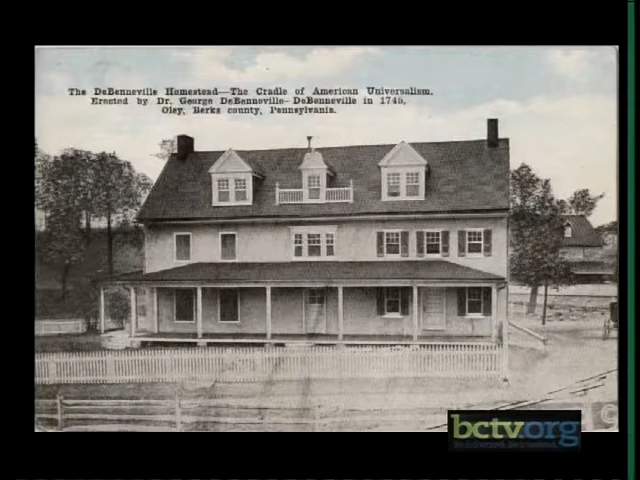 The DeBenneville Homestead—The Cradle of American Universalism.
Erected by Dr. George DeBenneville- DeBenneville in 1745,
Oley, Berks county, Pennsylvania.
bctv.org